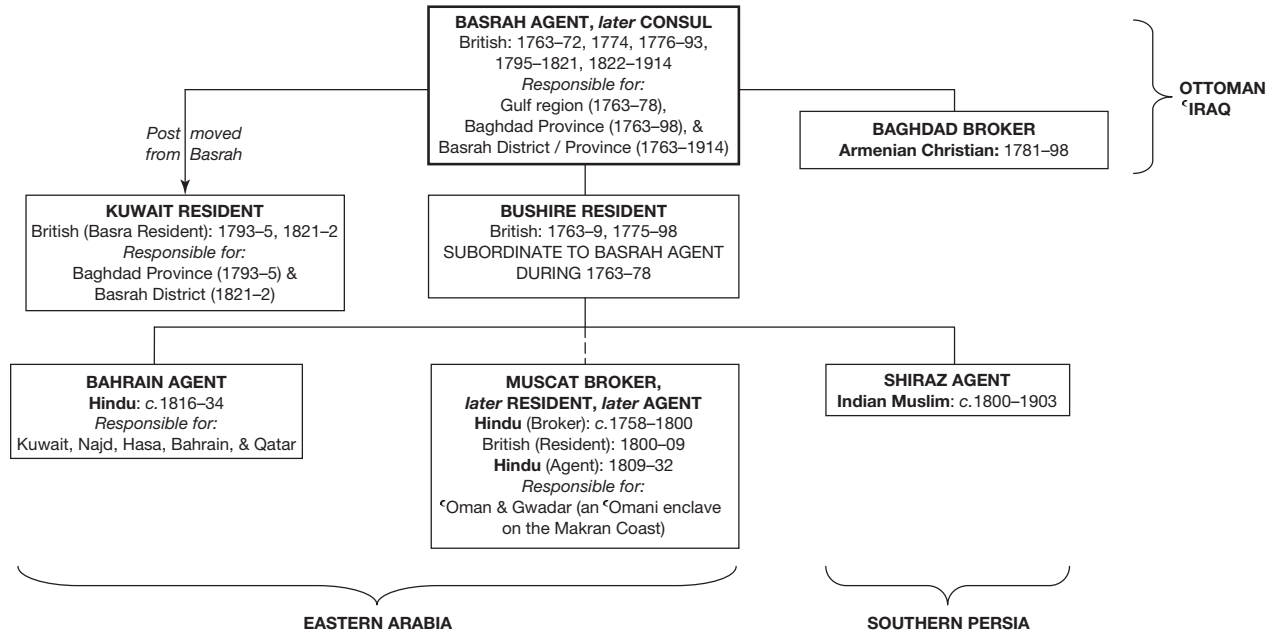 BASRAH AGENT, later CONSUL
British: 1763–72, 1774, 1776–93,
1795–1821, 1822–1914
Responsible for:
Gulf region (1763–78),
Baghdad Province (1763–98), &
Basrah District / Province (1763–1914)
OTTOMAN
ʿIRAQ
Post moved
from Basrah
BAGHDAD BROKER
Armenian Christian: 1781–98
KUWAIT RESIDENT
British (Basra Resident): 1793–5, 1821–2
Responsible for:
Baghdad Province (1793–5) &
Basrah District (1821–2)
BUSHIRE RESIDENT
British: 1763–9, 1775–98
SUBORDINATE TO BASRAH AGENT
DURING 1763–78
BAHRAIN AGENT
Hindu: c.1816–34
Responsible for:
Kuwait, Najd, Hasa, Bahrain, & Qatar
MUSCAT BROKER,
later RESIDENT, later AGENT
Hindu (Broker): c.1758–1800
British (Resident): 1800–09
Hindu (Agent): 1809–32
Responsible for:
ʿOman & Gwadar (an ʿOmani enclave
on the Makran Coast)
SHIRAZ AGENT
Indian Muslim: c.1800–1903
EASTERN ARABIA
SOUTHERN PERSIA